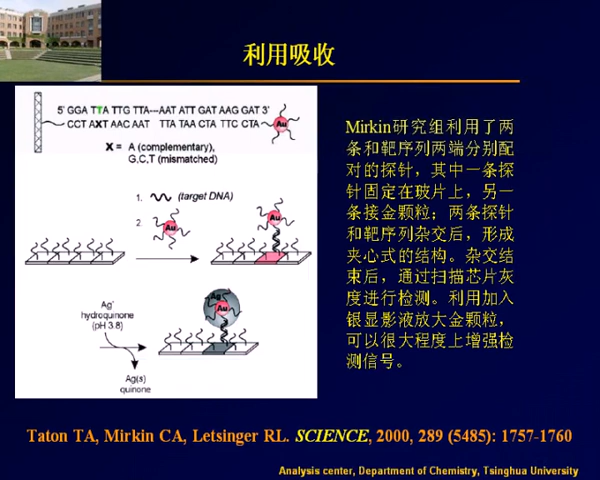 利用吸收
5' GGA TTA TTG TTA---AAT ATT GAT AAG GAT 3'
CCT AXT AAC AAT TTA TAA CTA TTC CTA
Au
X = A (complementary),
G,C,T (mismatched)
1. (target DNA)
2. Au
Au
Ag+
hydroquinone
(pH 3.8)
Ag
Au
Ag(s)
quinone
Mirkin研究组利用了两
条和靶序列两端分别配
对的探针，其中一条探
针固定在玻片上，另一
条接金颗粒；两条探针
和靶序列杂交后，形成
夹心式的结构。杂交结
束后，通过扫描芯片灰
度进行检测。利用加入
银显影液放大金颗粒，
可以很大程度上增强检
测信号。
Taton TA, Mirkin CA, Letsinger RL. SCIENCE, 2000, 289 (5485): 1757-1760
Analysis center, Department of Chemistry, Tsinghua University